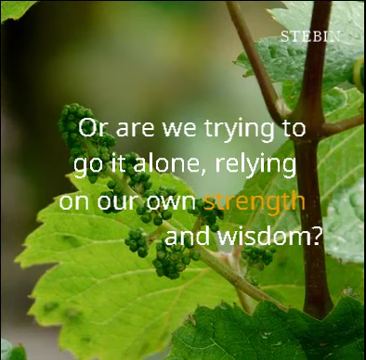 STEBIN
Or are we trying to
go it alone, relying
on our own strength
and wisdom?